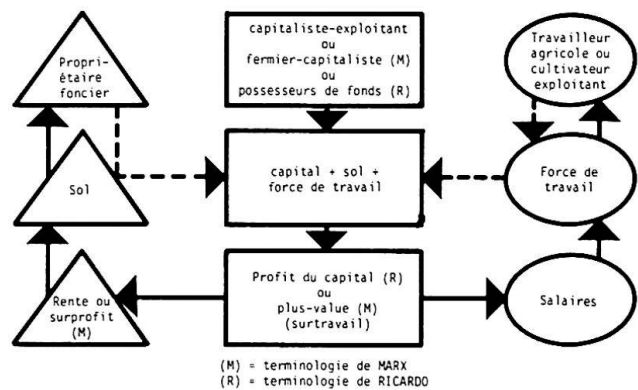 Propri-
étaire
foncier
capitaliste-exploitant
ou
fermier-capitaliste (M)
ou
possesseurs de fonds (R)
Travailleur
agricole ou
cultivateur
exploitant
Sol
capital + sol +
force de travail
Force de
travail
Rente ou
surprofit
(M)
Profit du capital (R)
ou
plus-value (M)
(surtravail)
Salaires
(M) = terminologie de MARX
(R) = terminologie de RICARDO